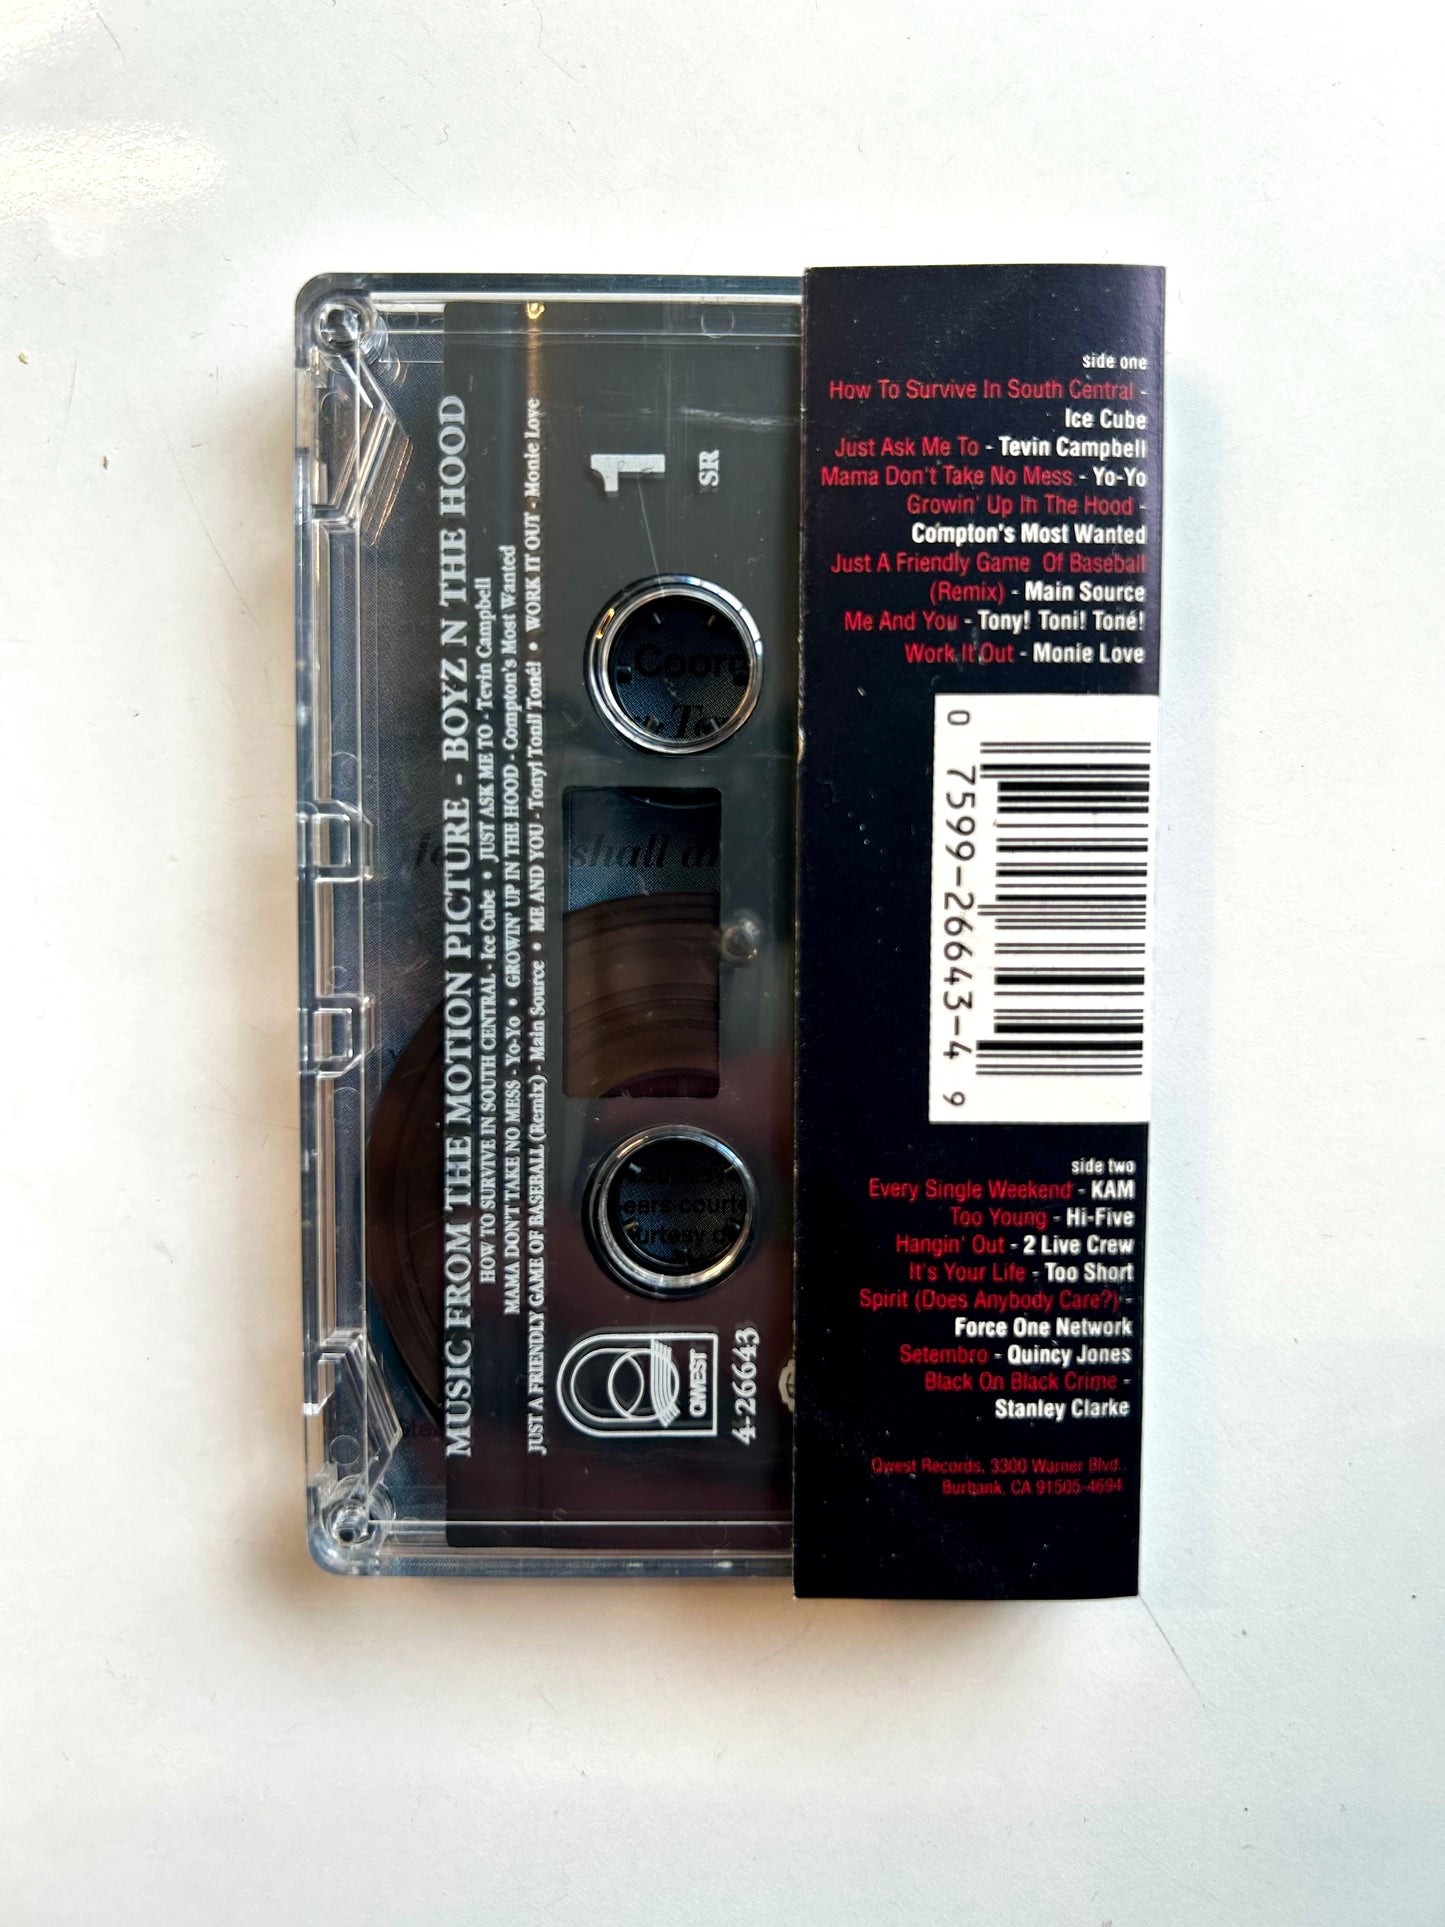 MUSIC FROM THE MOTION PICTURE - BOYZ N THE HOOD
HOW TO SURVIVE IN SOUTH CENTRAL - Ice Cube • JUST ASK ME TO - Tevin Campbell
MAMA DON'T TAKE NO MESS - Yo-Yo • GROWIN' UP IN THE HOOD - Compton's Most Wanted
JUST A FRIENDLY GAME OF BASEBALL (Remix) - Main Source • ME AND YOU - Tony! Toni! Toné! • WORK IT OUT - Monie Love
1
SR
QWEST
4-26643
shall
side one
How To Survive In South Central -
Ice Cube
Just Ask Me To - Tevin Campbell
Mama Don't Take No Mess - Yo-Yo
Growin' Up In The Hood -
Compton's Most Wanted
Just A Friendly Game Of Baseball
(Remix) - Main Source
Me And You - Tony! Toni! Toné!
Work It Out - Monie Love
0 7599-26643-4 9
side two
Every Single Weekend - KAM
Too Young - Hi-Five
Hangin' Out - 2 Live Crew
It's Your Life - Too Short
Spirit (Does Anybody Care?) -
Force One Network
Setembro - Quincy Jones
Black On Black Crime -
Stanley Clarke
Qwest Records, 3300 Warner Blvd.,
Burbank, CA 91505-4694